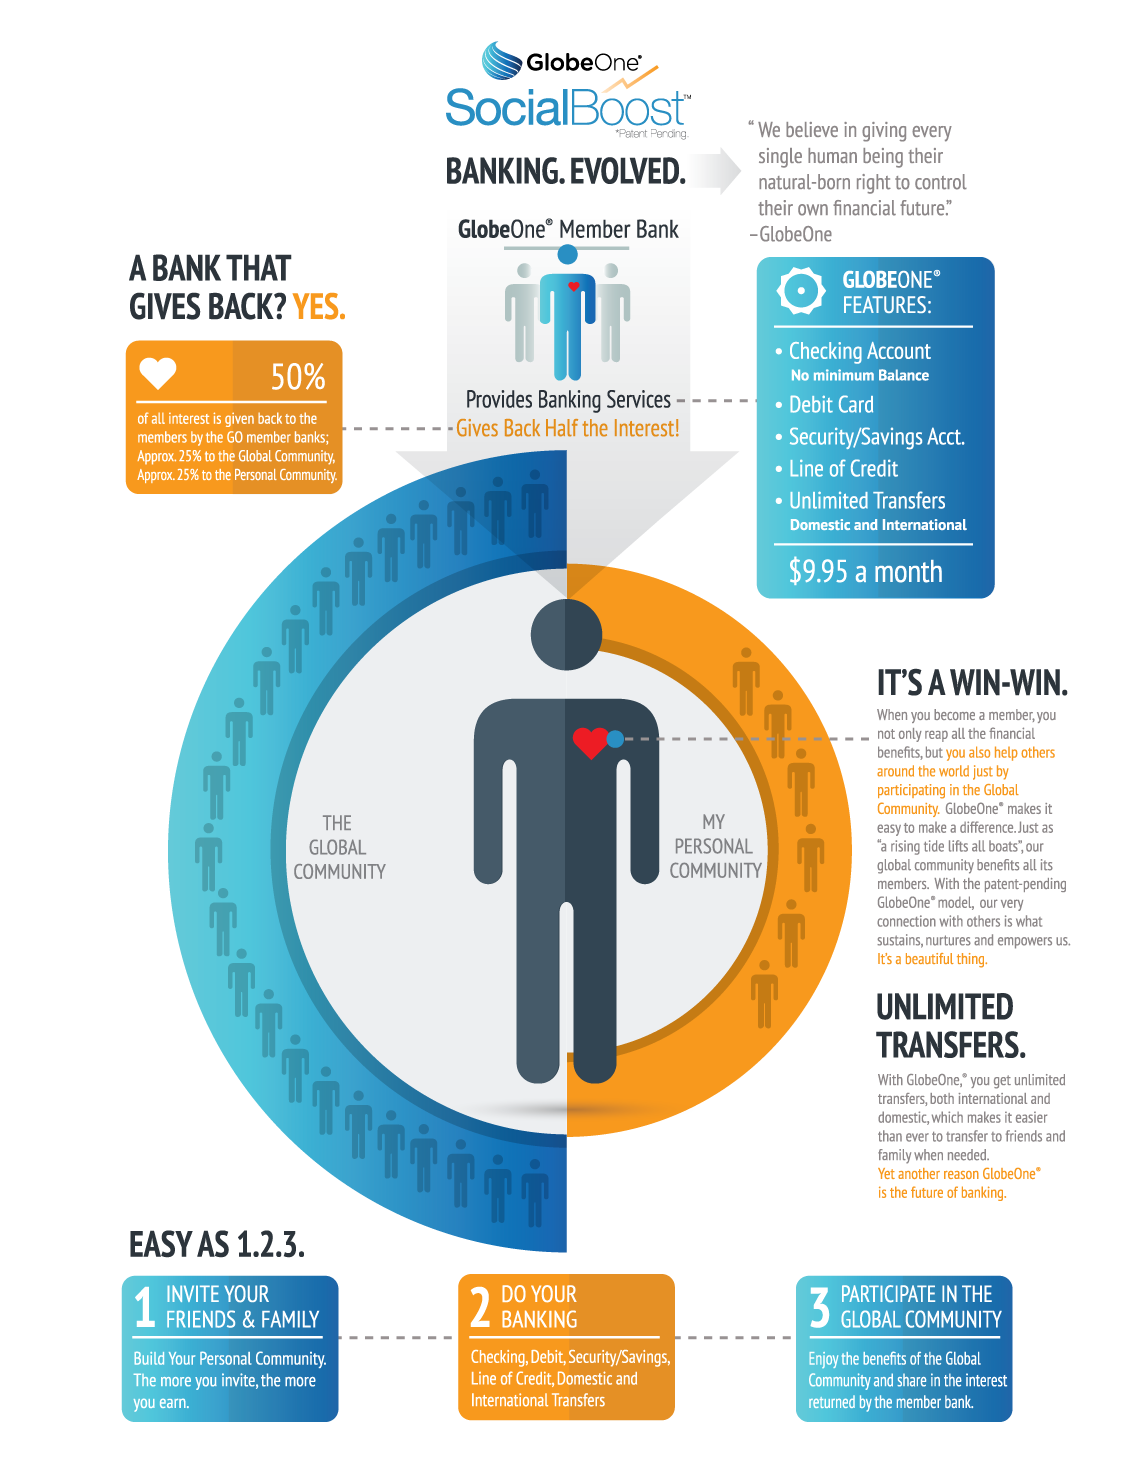 GlobeOne®
SocialBoost™
*Patent Pending.
BANKING. EVOLVED.
“ We believe in giving every
single human being their
natural-born right to control
their own financial future.”
–GlobeOne
GlobeOne® Member Bank
Provides Banking Services
Gives Back Half the Interest!
A BANK THAT
GIVES BACK? YES.
50%
of all interest is given back to the
members by the GO member banks;
Approx. 25% to the Global Community,
Approx. 25% to the Personal Community.
GLOBEONE®
FEATURES:
• Checking Account
No minimum Balance
• Debit Card
• Security/Savings Acct.
• Line of Credit
• Unlimited Transfers
Domestic and International
$9.95 a month
THE
GLOBAL
COMMUNITY
MY
PERSONAL
COMMUNITY
IT’S A WIN-WIN.
When you become a member, you
not only reap all the financial
benefits, but you also help others
around the world just by
participating in the Global
Community. GlobeOne® makes it
easy to make a difference. Just as
“a rising tide lifts all boats”, our
global community benefits all its
members. With the patent-pending
GlobeOne® model, our very
connection with others is what
sustains, nurtures and empowers us.
It’s a beautiful thing.
UNLIMITED
TRANSFERS.
With GlobeOne,® you get unlimited
transfers, both international and
domestic, which makes it easier
than ever to transfer to friends and
family when needed.
Yet another reason GlobeOne®
is the future of banking.
EASY AS 1.2.3.
1 INVITE YOUR
FRIENDS & FAMILY
Build Your Personal Community.
The more you invite, the more
you earn.
2 DO YOUR
BANKING
Checking, Debit, Security/Savings,
Line of Credit, Domestic and
International Transfers
3 PARTICIPATE IN THE
GLOBAL COMMUNITY
Enjoy the benefits of the Global
Community and share in the interest
returned by the member bank.